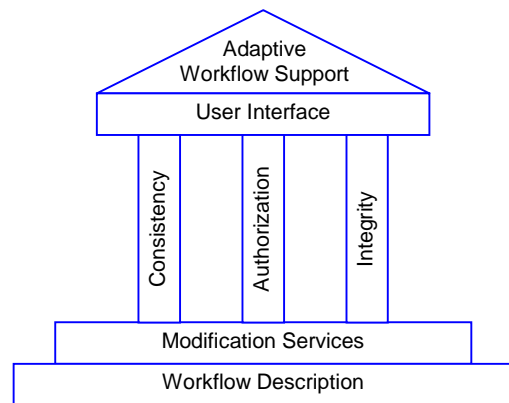 Adaptive
Workflow Support
User Interface
Consistency
Authorization
Integrity
Modification Services
Workflow Description